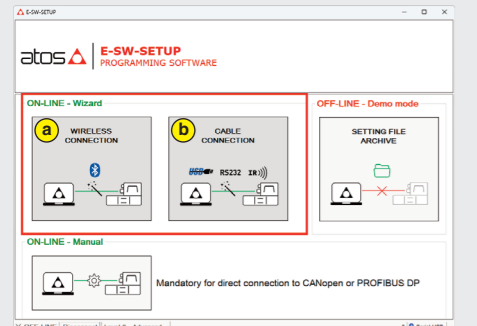 E-SW-SETUP
atos
E-SW-SETUP
PROGRAMMING SOFTWARE
ON-LINE - Wizard
OFF-LINE - Demo mode
a
WIRELESS
CONNECTION
b
CABLE
CONNECTION
USB RS232 IR
SETTING FILE
ARCHIVE
ON-LINE - Manual
Mandatory for direct connection to CANopen or PROFIBUS DP